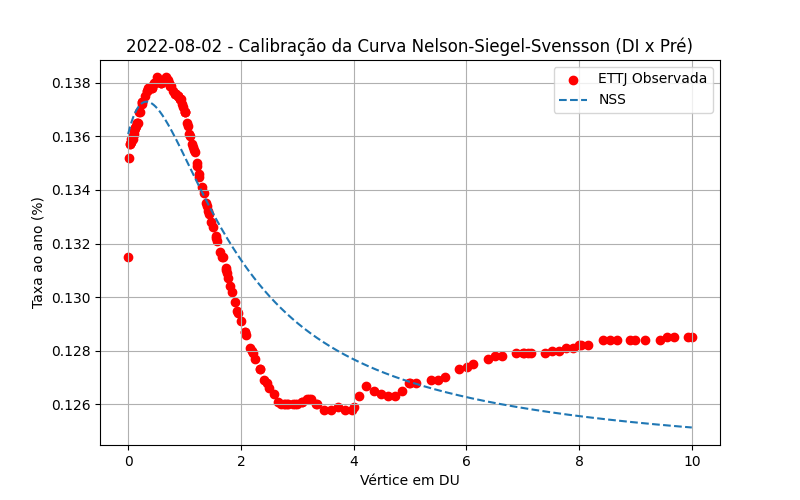 2022-08-02 - Calibração da Curva Nelson-Siegel-Svensson (DI x Pré)
ETTJ Observada
NSS
Taxa ao ano (%)
0.138
0.136
0.134
0.132
0.130
0.128
0.126
0 2 4 6 8 10
Vértice em DU